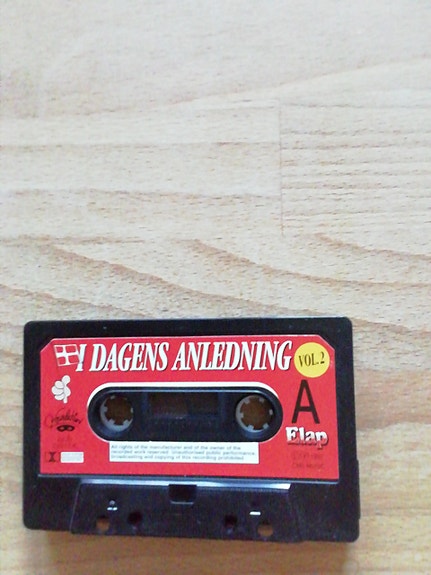 I DAGENS ANLEDNING
VOL.2
A
Elap
All rights of the manufacturer and of the owner of the
recorded work reserved. Unauthorised public performance,
broadcasting and copying of this recording prohibited.